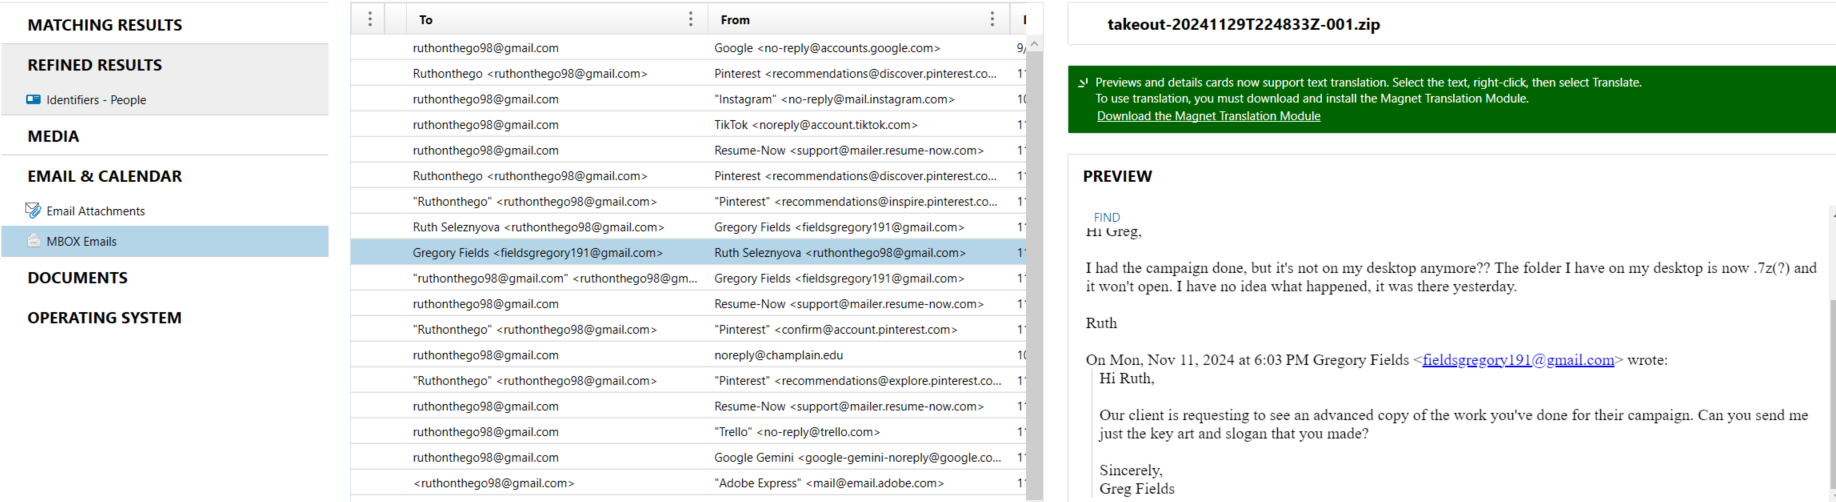 MATCHING RESULTS
REFINED RESULTS
Identifiers - People
MEDIA
EMAIL & CALENDAR
Email Attachments
MBOX Emails
DOCUMENTS
OPERATING SYSTEM
To From
ruthonthego98@gmail.com Google <no-reply@accounts.google.com> 9/
Ruthonthego <ruthonthego98@gmail.com> Pinterest <recommendations@discover.pinterest.co... 1
ruthonthego98@gmail.com "Instagram" <no-reply@mail.instagram.com> 10
ruthonthego98@gmail.com TikTok <noreply@account.tiktok.com> 1
ruthonthego98@gmail.com Resume-Now <support@mailer.resume-now.com> 1
Ruthonthego <ruthonthego98@gmail.com> Pinterest <recommendations@discover.pinterest.co... 1
"Ruthonthego" <ruthonthego98@gmail.com> "Pinterest" <recommendations@inspire.pinterest.com> 1
Ruth Seleznyova <ruthonthego98@gmail.com> Gregory Fields <fieldsgregory191@gmail.com> 1
Gregory Fields <fieldsgregory191@gmail.com> Ruth Seleznyova <ruthonthego98@gmail.com> 1
"ruthonthego98@gmail.com" <ruthonthego98@gm... Gregory Fields <fieldsgregory191@gmail.com> 1
ruthonthego98@gmail.com Resume-Now <support@mailer.resume-now.com> 1
"Ruthonthego" <ruthonthego98@gmail.com> "Pinterest" <confirm@account.pinterest.com> 1
ruthonthego98@gmail.com noreply@champlain.edu 10
"Ruthonthego" <ruthonthego98@gmail.com> "Pinterest" <recommendations@explore.pinterest.co... 1
ruthonthego98@gmail.com Resume-Now <support@mailer.resume-now.com> 1
ruthonthego98@gmail.com "Trello" <no-reply@trello.com> 1
ruthonthego98@gmail.com Google Gemini <google-gemini-noreply@google.co... 1
<ruthonthego98@gmail.com> "Adobe Express" <mail@email.adobe.com> 1
takeout-20241129T224833Z-001.zip
Previews and details cards now support text translation. Select the text, right-click, then select Translate.
To use translation, you must download and install the Magnet Translation Module.
Download the Magnet Translation Module
PREVIEW
FIND
Hi Greg,
I had the campaign done, but it's not on my desktop anymore?? The folder I have on my desktop is now .7z(?) and
it won't open. I have no idea what happened, it was there yesterday.
Ruth
On Mon, Nov 11, 2024 at 6:03 PM Gregory Fields <fieldsgregory191@gmail.com> wrote:
Hi Ruth,
Our client is requesting to see an advanced copy of the work you've done for their campaign. Can you send me
just the key art and slogan that you made?
Sincerely,
Greg Fields